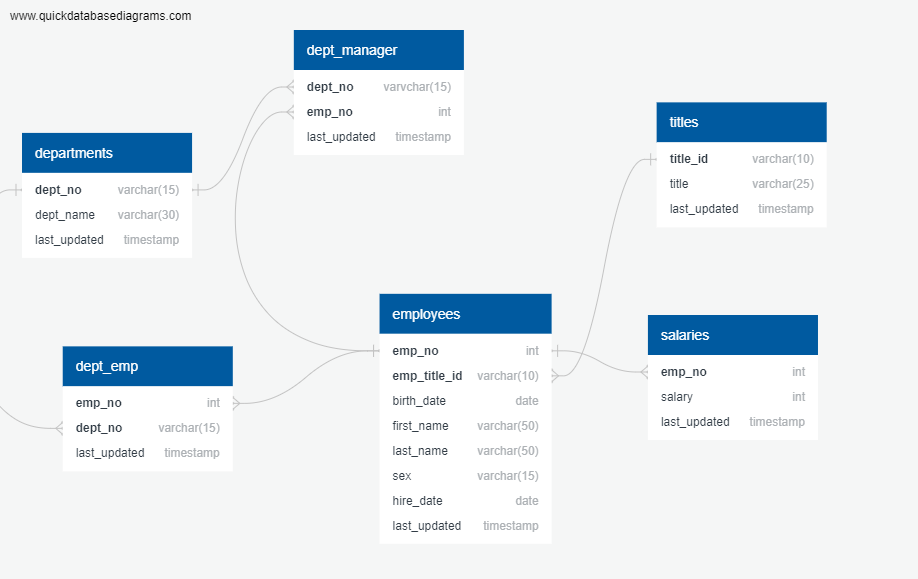 www.quickdatabasediagrams.com
dept_manager
dept_no varvchar(15)
emp_no int
last_updated timestamp
departments
dept_no varchar(15)
dept_name varchar(30)
last_updated timestamp
titles
title_id varchar(10)
title varchar(25)
last_updated timestamp
employees
emp_no int
emp_title_id varchar(10)
birth_date date
first_name varchar(50)
last_name varchar(50)
sex varchar(15)
hire_date date
last_updated timestamp
salaries
emp_no int
salary int
last_updated timestamp
dept_emp
emp_no int
dept_no varchar(15)
last_updated timestamp